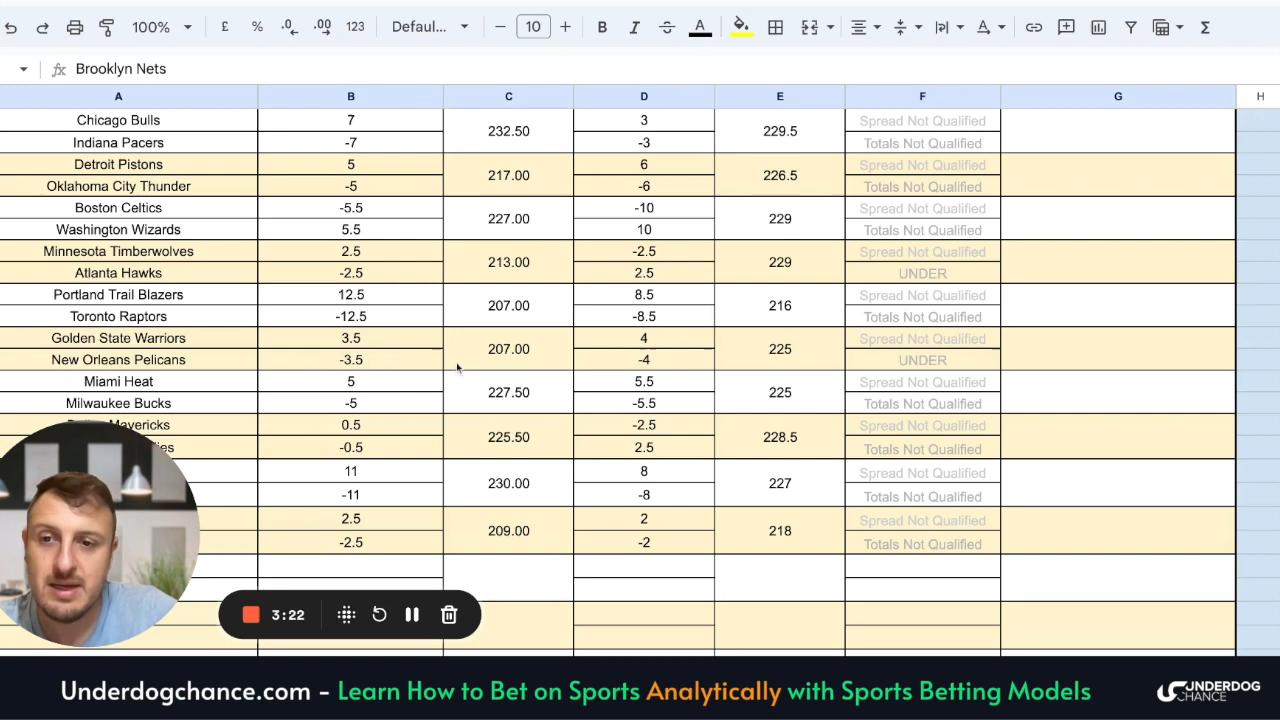 100% £ % .0 .00 123 Defaul... 10 B I A Σ
fx Brooklyn Nets
A B C D E F G H
Chicago Bulls 7 232.50 3 229.5 Spread Not Qualified
Indiana Pacers -7 -3 Totals Not Qualified
Detroit Pistons 5 217.00 6 226.5 Spread Not Qualified
Oklahoma City Thunder -5 -6 Totals Not Qualified
Boston Celtics -5.5 227.00 -10 229 Spread Not Qualified
Washington Wizards 5.5 10 Totals Not Qualified
Minnesota Timberwolves 2.5 213.00 -2.5 229 Spread Not Qualified
Atlanta Hawks -2.5 2.5 UNDER
Portland Trail Blazers 12.5 207.00 8.5 216 Spread Not Qualified
Toronto Raptors -12.5 -8.5 Totals Not Qualified
Golden State Warriors 3.5 207.00 4 225 Spread Not Qualified
New Orleans Pelicans -3.5 -4 UNDER
Miami Heat 5 227.50 5.5 225 Spread Not Qualified
Milwaukee Bucks -5 -5.5 Totals Not Qualified
Mavericks 0.5 225.50 -2.5 228.5 Spread Not Qualified
-0.5 2.5 Totals Not Qualified
11 230.00 8 227 Spread Not Qualified
-11 -8 Totals Not Qualified
2.5 209.00 2 218 Spread Not Qualified
-2.5 -2 Totals Not Qualified
3:22
Underdogchance.com - Learn How to Bet on Sports Analytically with Sports Betting Models
UNDERDOG
CHANCE